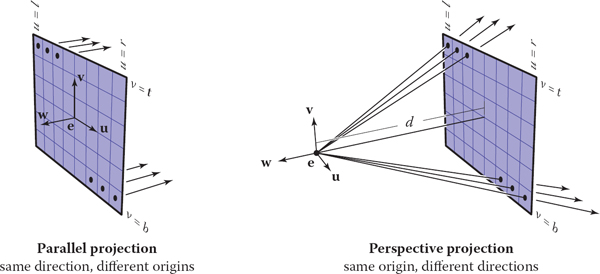 u = l
u = r
v = t
v
w
e
u
v = b
u = l
u = r
v = t
v
d
w
e
u
v = b
Parallel projection
same direction, different origins
Perspective projection
same origin, different directions